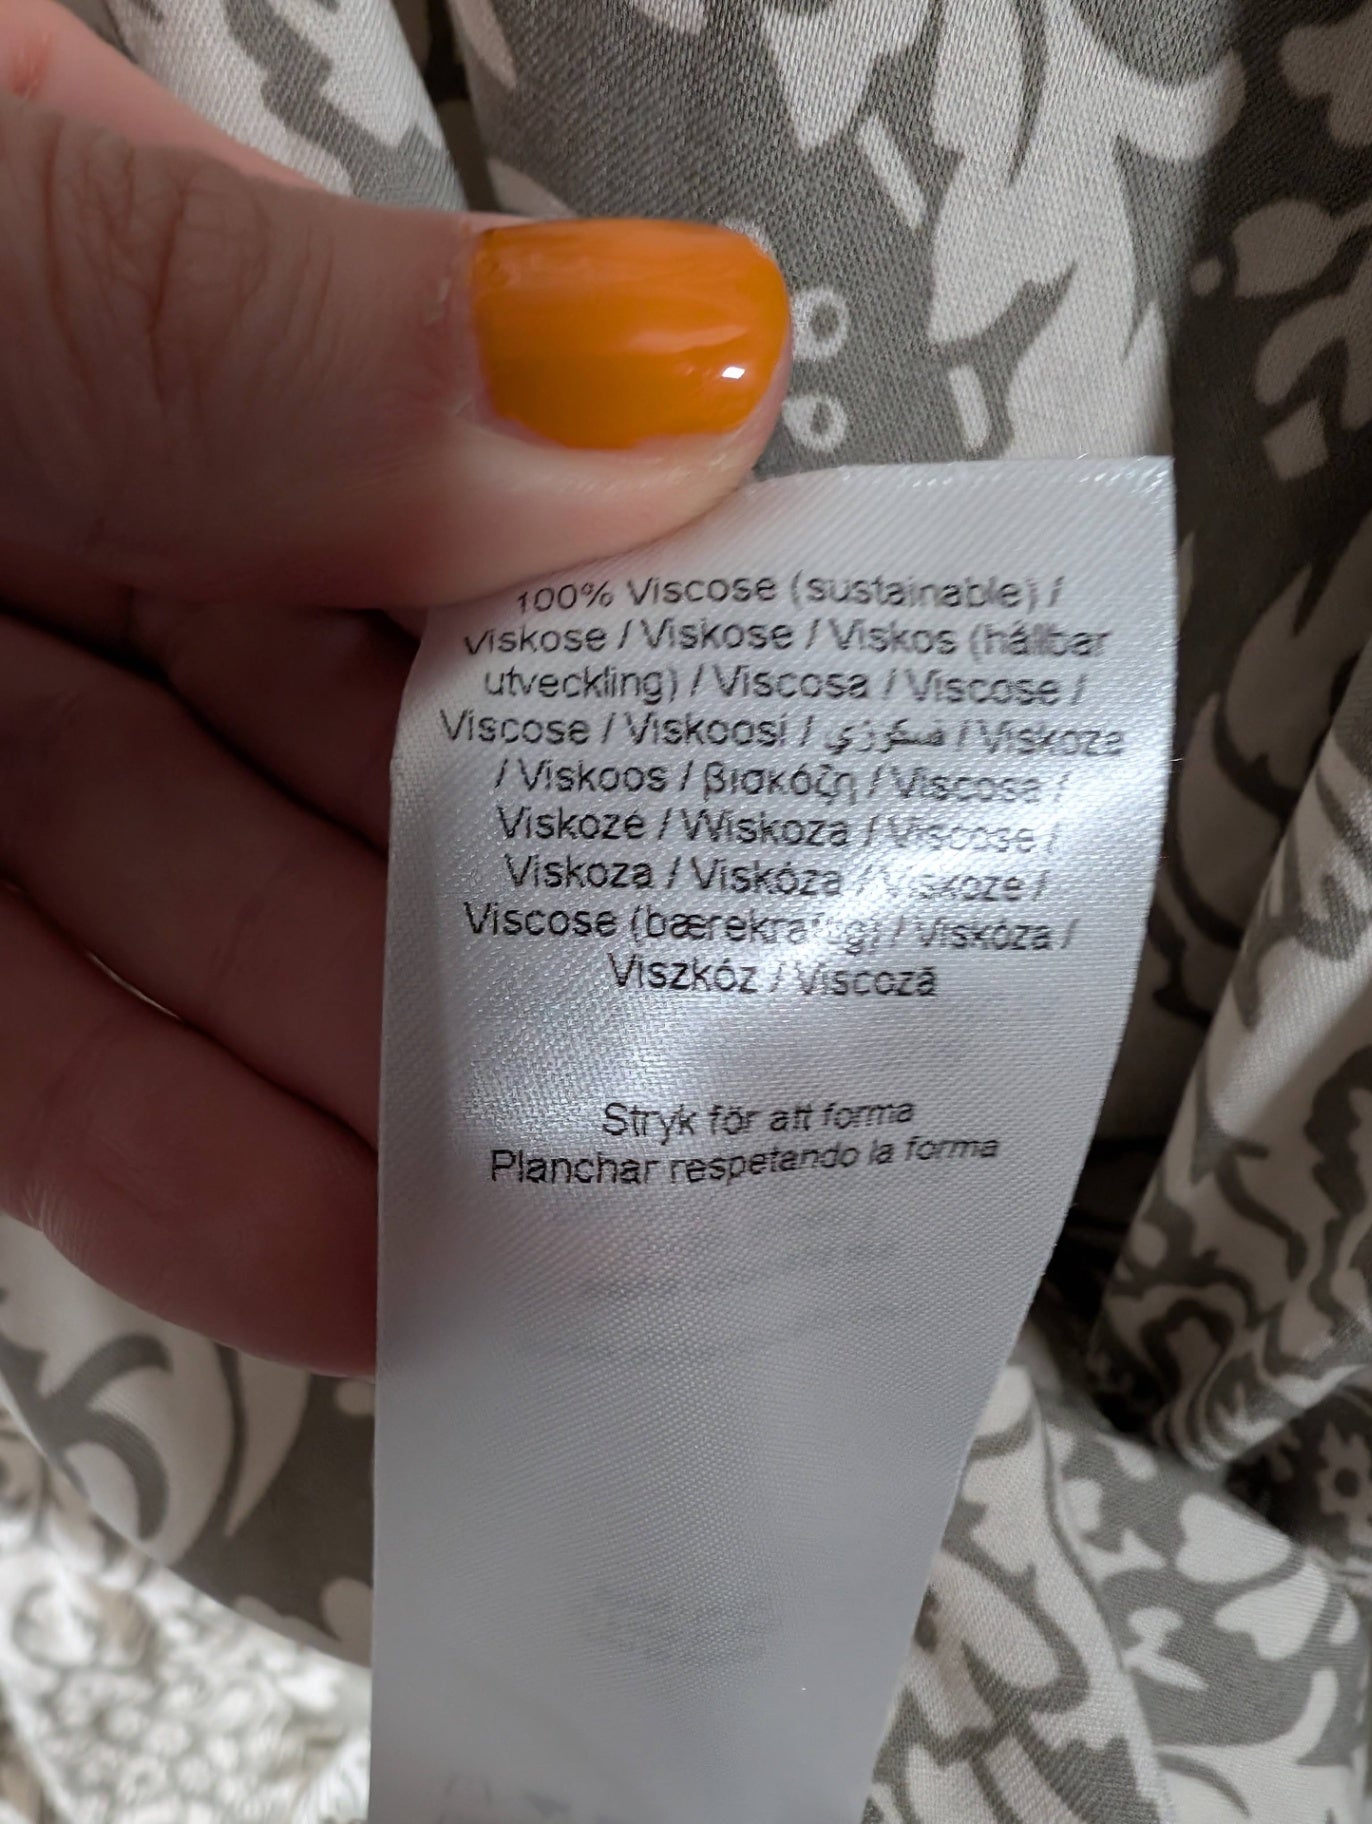 100% Viscose (sustainable) /
Viskose / Viskose / Viskos (hållbar
utveckling) / Viscosa / Viscose /
Viscose / Viskoosi / فسكوزي / Viskoza
/ Viskoos / βισκόζη / Viscosa /
Viskozė / Wiskoza / Viscose /
Viskoza / Viskóza / Viskoze /
Viscose (bærekraftig) / Viskóza /
Viszkóz / Viscoză
Stryk för att forma
Planchar respetando la forma